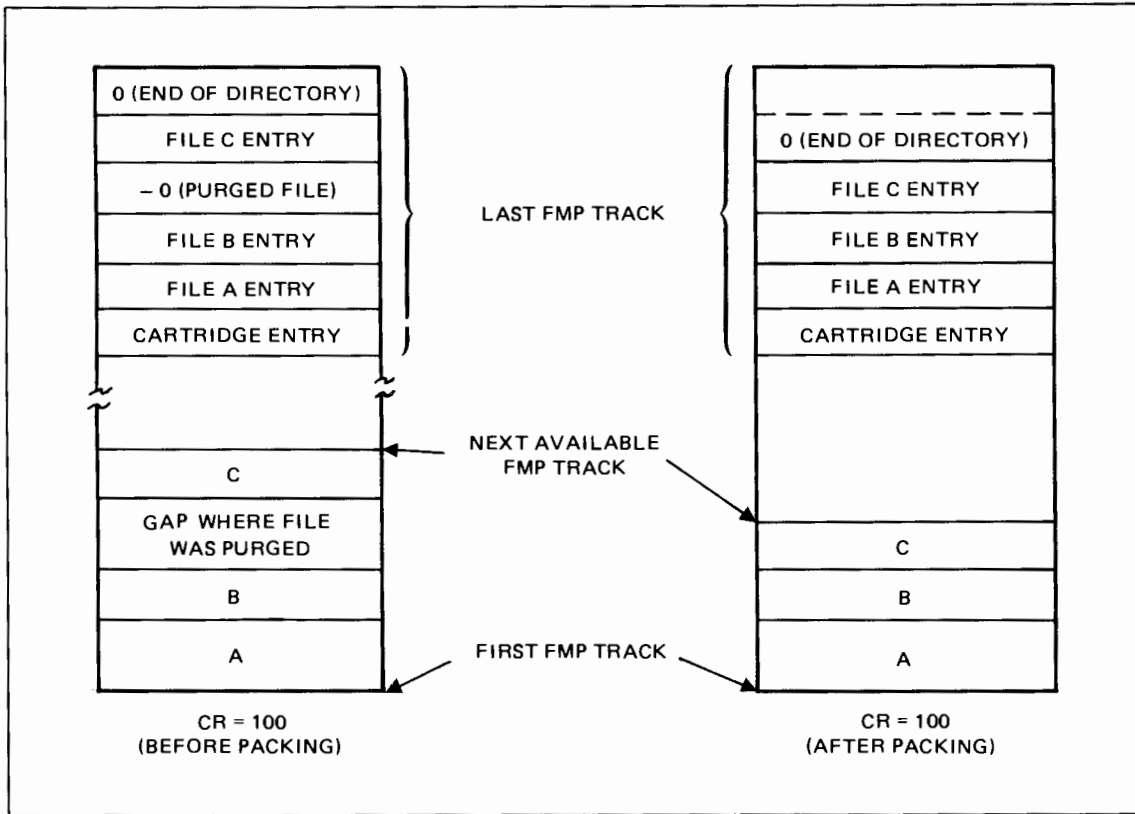 0 (END OF DIRECTORY)
FILE C ENTRY
– 0 (PURGED FILE)
FILE B ENTRY
FILE A ENTRY
CARTRIDGE ENTRY
C
GAP WHERE FILE
WAS PURGED
B
A
CR = 100
(BEFORE PACKING)
LAST FMP TRACK
NEXT AVAILABLE
FMP TRACK
FIRST FMP TRACK
0 (END OF DIRECTORY)
FILE C ENTRY
FILE B ENTRY
FILE A ENTRY
CARTRIDGE ENTRY
C
B
A
CR = 100
(AFTER PACKING)